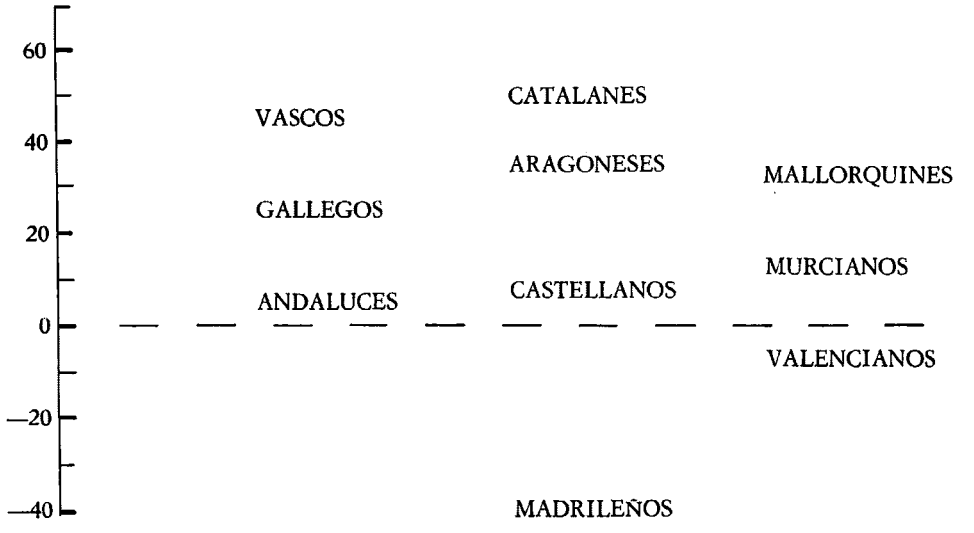 60
CATALANES
VASCOS
40
ARAGONESES
MALLORQUINES
GALLEGOS
20
MURCIANOS
CASTELLANOS
ANDALUCES
0
VALENCIANOS
—20
—40
MADRILEÑOS